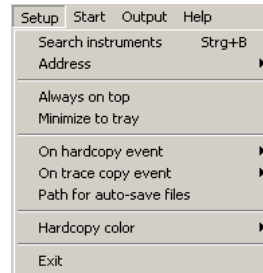 Setup Start Output Help
Search instruments Strg+B
Address
Always on top
Minimize to tray
On hardcopy event
On trace copy event
Path for auto-save files
Hardcopy color
Exit